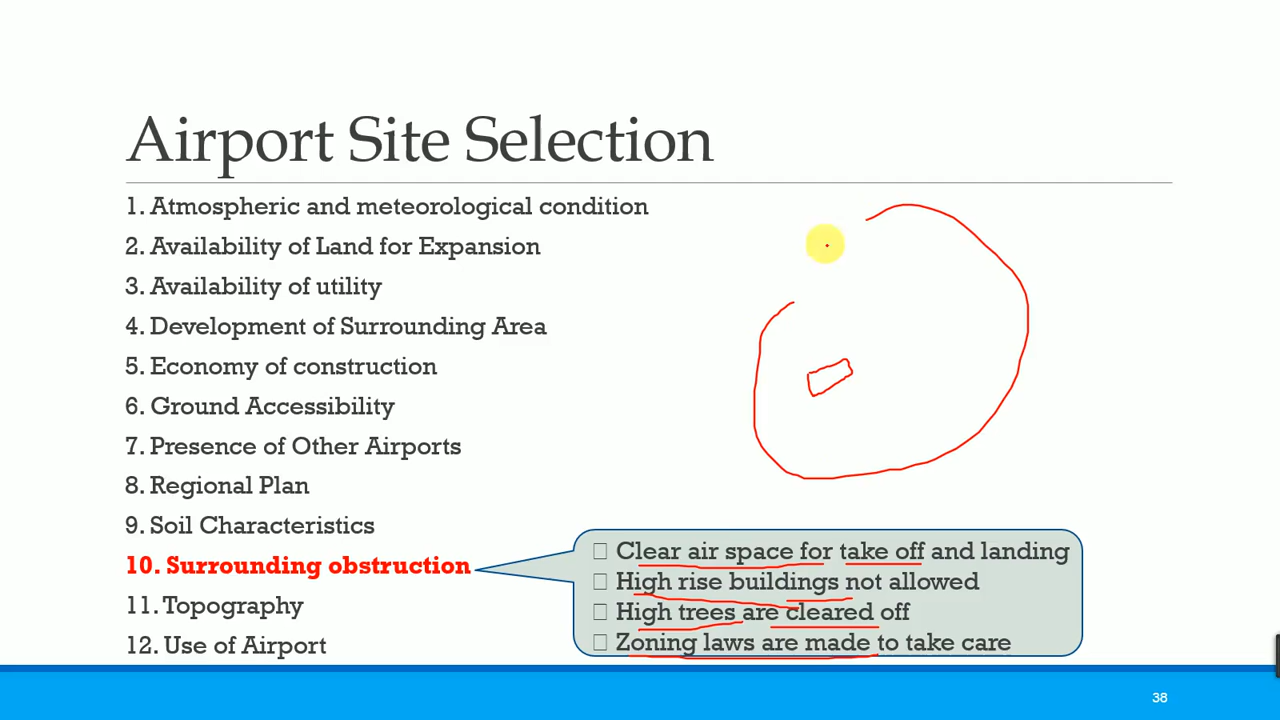 Airport Site Selection
1. Atmospheric and meteorological condition
2. Availability of Land for Expansion
3. Availability of utility
4. Development of Surrounding Area
5. Economy of construction
6. Ground Accessibility
7. Presence of Other Airports
8. Regional Plan
9. Soil Characteristics
10. Surrounding obstruction
11. Topography
12. Use of Airport
☐ Clear air space for take off and landing
☐ High rise buildings not allowed
☐ High trees are cleared off
☐ Zoning laws are made to take care
38